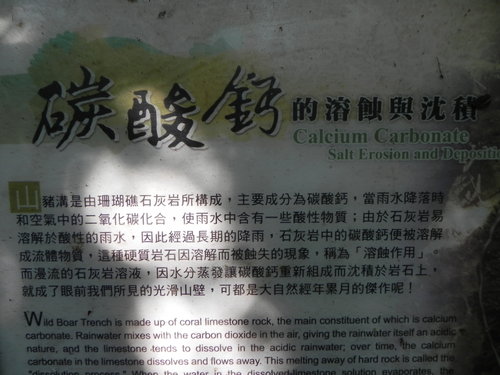 碳酸鈣的溶蝕與沈積
Calcium Carbonate
Salt Erosion and Depositi
山豬溝是由珊瑚礁石灰岩所構成，主要成分為碳酸鈣，當雨水降落時
和空氣中的二氧化碳化合，使雨水中含有一些酸性物質；由於石灰岩易
溶解於酸性的雨水，因此經過長期的降雨，石灰岩中的碳酸鈣便被溶解
成流體物質，這種硬質岩石因溶解而被蝕失的現象，稱為「溶蝕作用」。
而漫流的石灰岩溶液，因水分蒸發讓碳酸鈣重新組成而沈積於岩石上，
就成了眼前我們所見的光滑山壁，可都是大自然經年累月的傑作呢！
Wild Boar Trench is made up of coral limestone rock, the main constituent of which is calcium
carbonate. Rainwater mixes with the carbon dioxide in the air, giving the rainwater itself an acidic
nature, and the limestone tends to dissolve in the acidic rainwater; over time, the calcium
carbonate in the limestone dissolves and flows away. This melting away of hard rock is called the
"dissolution process." When the water in the dissolved limestone solution evaporates, the